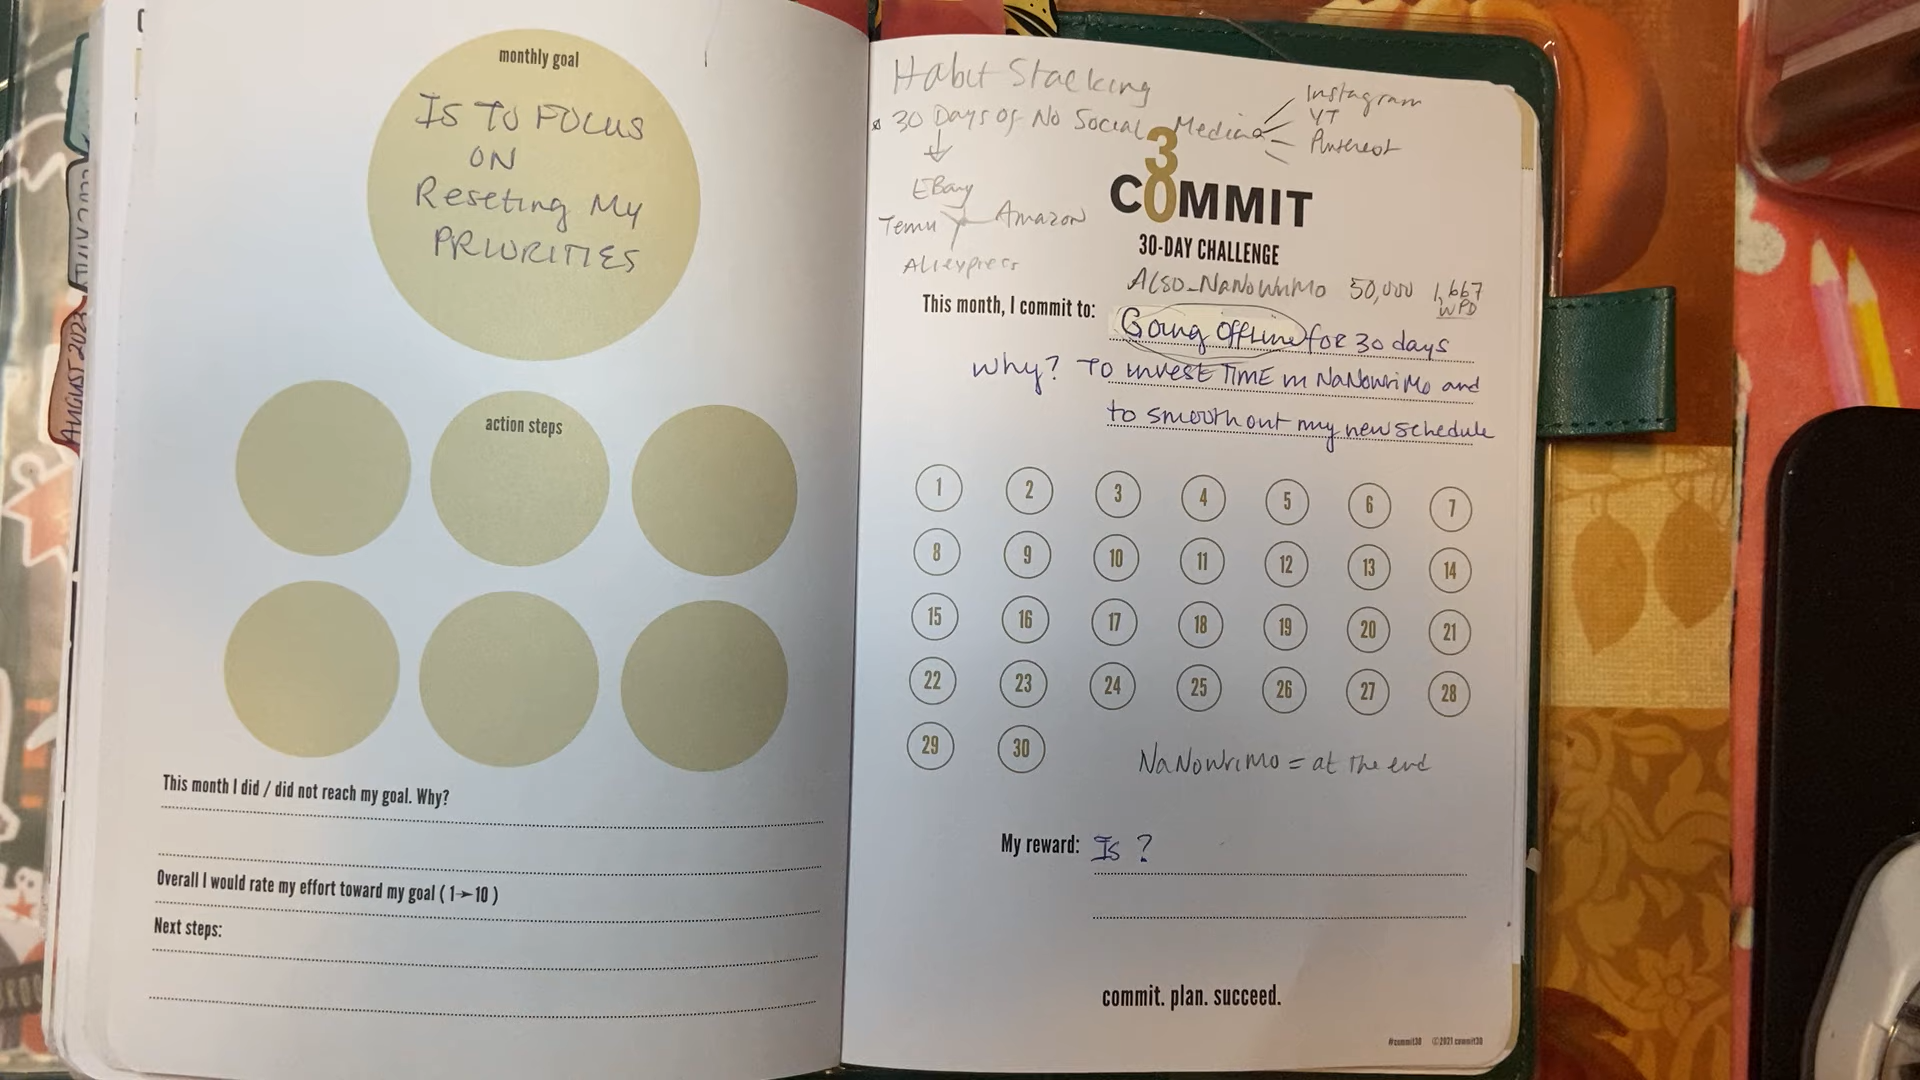 monthly goal
IS TO FOCUS
ON
Reseting My
PRIORITIES
action steps
This month I did / did not reach my goal. Why?
Overall I would rate my effort toward my goal ( 1➛10 )
Next steps:
AUGUST 202
Habit Stacking
30 Days of No Social Media
Instagram
YT
Pinterest
EBay
Temu Amazon
Aliexpress
30
COMMIT
30-DAY CHALLENGE
Also NaNoWriMo 50,000 1,667
WPD
This month, I commit to: Going offline for 30 days
Why? To invest TIME in NaNoWriMo and
to smooth out my new schedule
1 2 3 4 5 6 7
8 9 10 11 12 13 14
15 16 17 18 19 20 21
22 23 24 25 26 27 28
29 30
NaNoWriMo = at the end
My reward: Is ?
commit. plan. succeed.
#commit30 ©2021 commit30